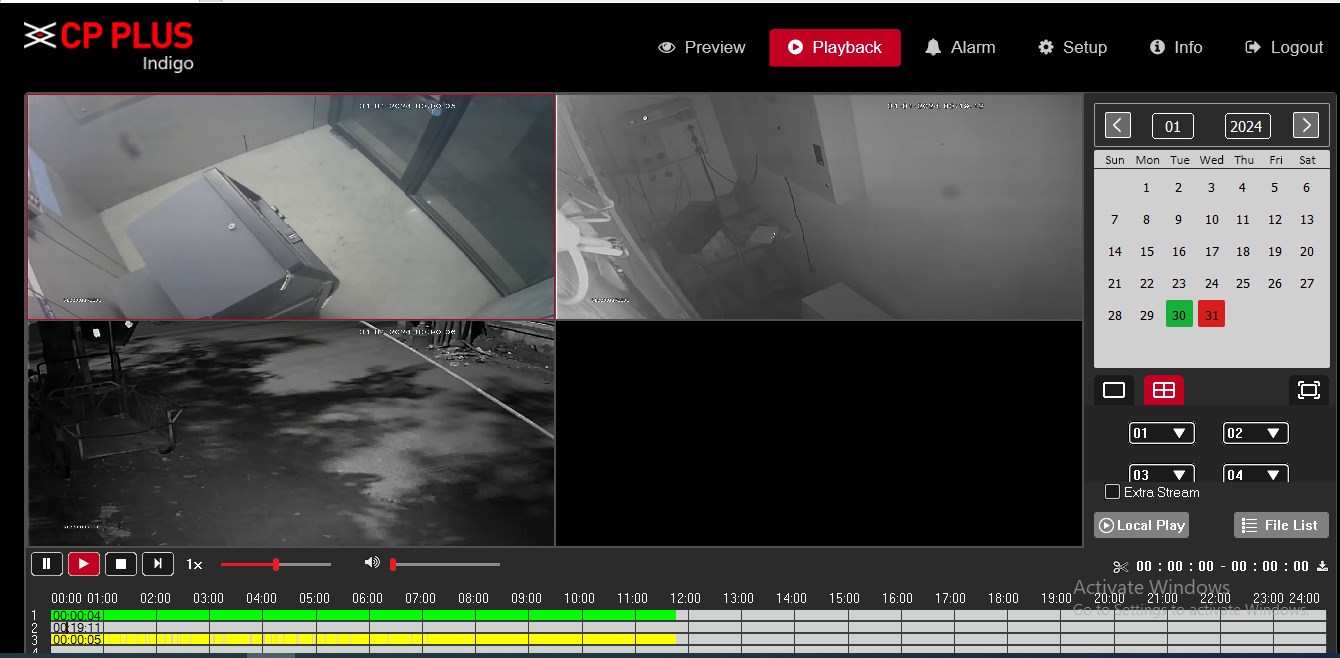 CP PLUS
Indigo
Preview
Playback
Alarm
Setup
Info
Logout
01 2024
Sun Mon Tue Wed Thu Fri Sat
1 2 3 4 5 6
7 8 9 10 11 12 13
14 15 16 17 18 19 20
21 22 23 24 25 26 27
28 29 30 31
01 02
03 04
Extra Stream
Local Play File List
1x
00 : 00 : 00 - 00 : 00 : 00
Activate Windows
Go to Settings to activate Windows.
00:00 01:00 02:00 03:00 04:00 05:00 06:00 07:00 08:00 09:00 10:00 11:00 12:00 13:00 14:00 15:00 16:00 17:00 18:00 19:00 20:00 21:00 22:00 23:00 24:00
1 00:00:04
2 00:19:11
3 00:00:05
4